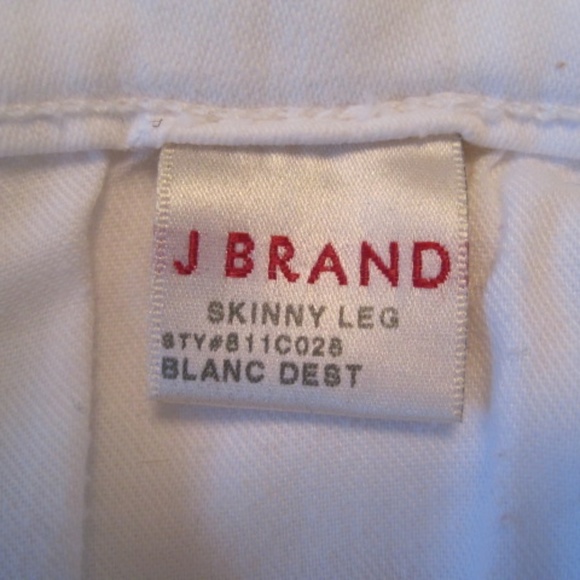 J BRAND
SKINNY LEG
STY#811C028
BLANC DEST